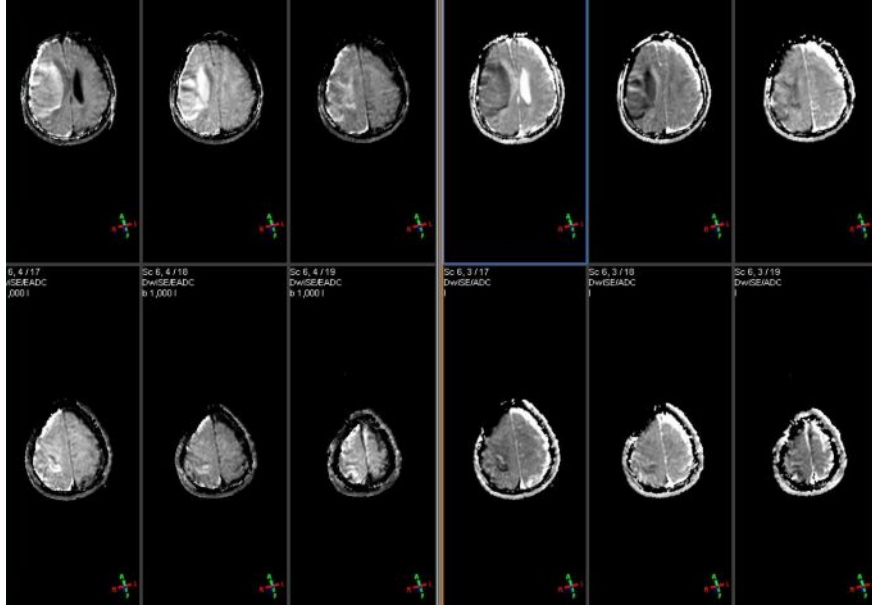 6, 4 /17
/ISE/EADC
,000 l
Sc 6, 4 /18
DwISE/EADC
b 1,000 l
Sc 6, 4 /19
DwISE/EADC
b 1,000 l
Sc 6, 3 /17
DwISE/ADC
l
Sc 6, 3 /18
DwISE/ADC
l
Sc 6, 3 /19
DwISE/ADC
l
A
R
L
A
R
L
A
R
L
A
R
L
A
R
L
A
R
L
A
R
L
F
A
R
L
F
A
R
L
F
A
R
L
F
A
R
L
F
A
R
L
F